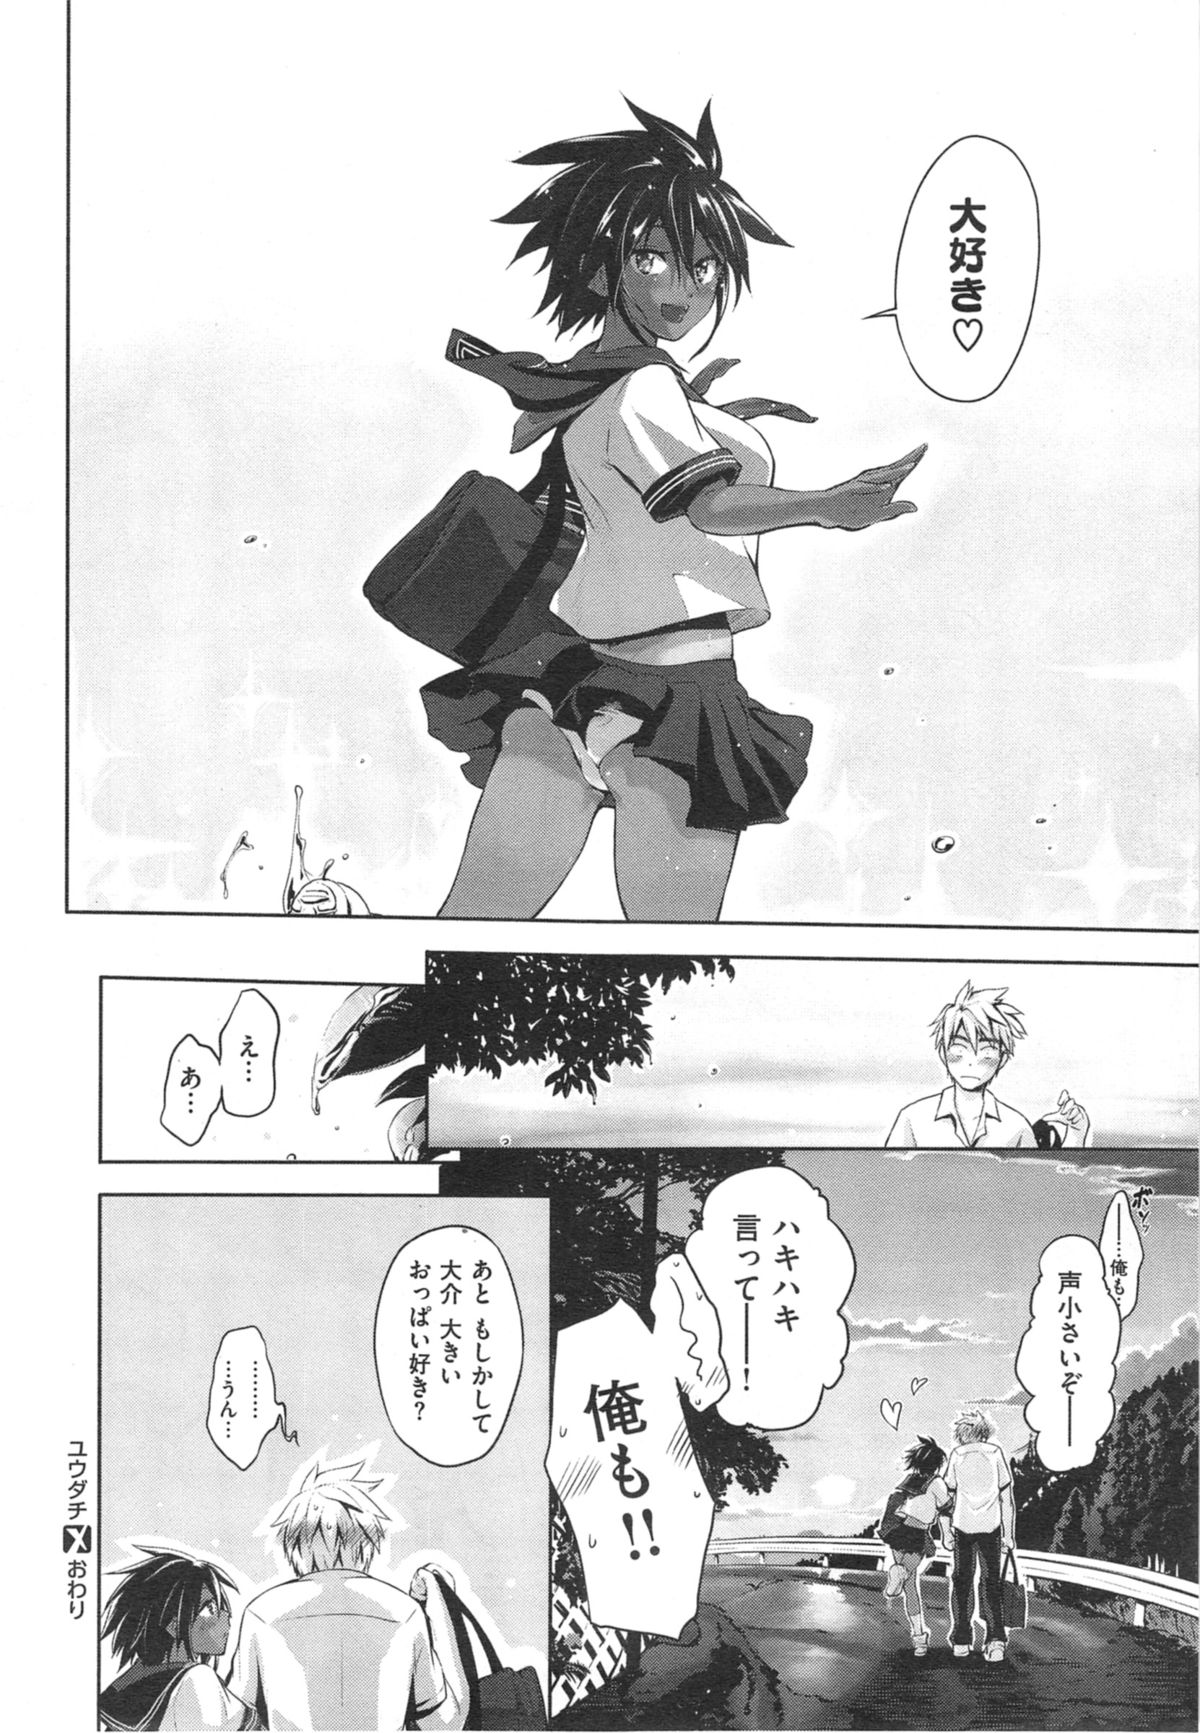 大好き♡
え…
あ…
ボソッ
――…俺も…
声小さいぞ――
ハキハキ
言って――!
俺も!!
あと もしかして
大介 大きい
おっぱい好き?
………
…うん…
ユウダチXおわり